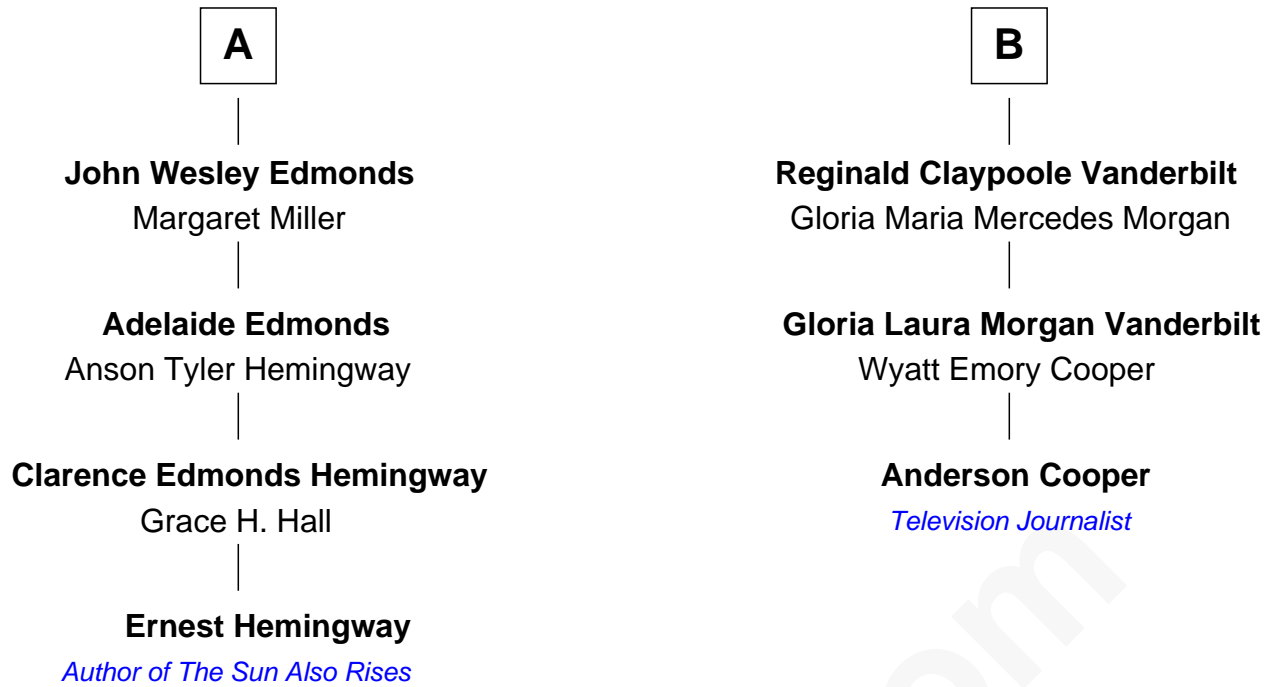 A
John Wesley Edmonds
Margaret Miller
Adelaide Edmonds
Anson Tyler Hemingway
Clarence Edmonds Hemingway
Grace H. Hall
Ernest Hemingway
Author of The Sun Also Rises
B
Reginald Claypoole Vanderbilt
Gloria Maria Mercedes Morgan
Gloria Laura Morgan Vanderbilt
Wyatt Emory Cooper
Anderson Cooper
Television Journalist
om